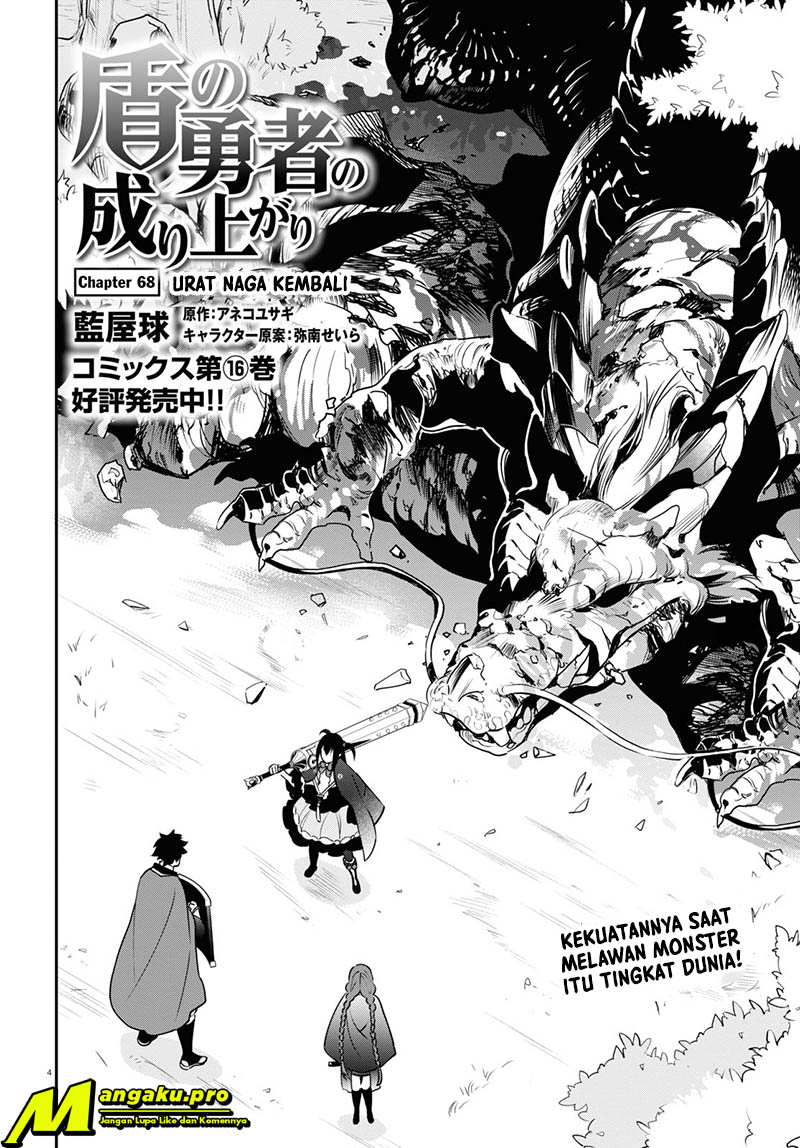 盾の勇者の
成り上がり
Chapter 68 URAT NAGA KEMBALI
藍屋球
原作:アネコユサギ
キャラクター原案:弥南せいら
コミックス第⑯巻
好評発売中!!
KEKUATANNYA SAAT
MELAWAN MONSTER
ITU TINGKAT DUNIA!
4
Mangaku.pro
Jangan Lupa Like dan Komennya